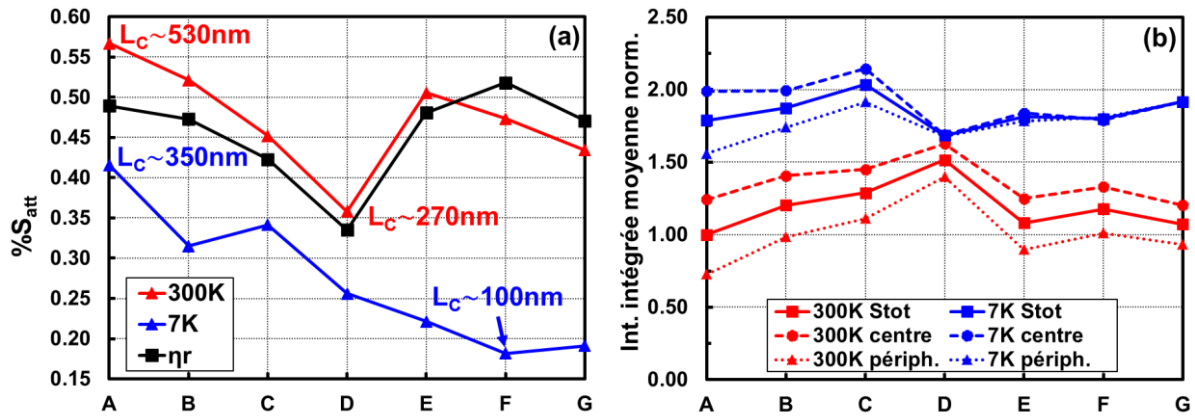 (a)
L_C~530nm
L_C~350nm
L_C~270nm
L_C~100nm
0.60
0.55
0.50
0.45
0.40
0.35
0.30
0.25
0.20
0.15
%S_att
300K
7K
ηr
A B C D E F G
(b)
2.50
2.00
1.50
1.00
0.50
0.00
Int. intégrée moyenne norm.
300K Stot
300K centre
300K périph.
7K Stot
7K centre
7K périph.
A B C D E F G